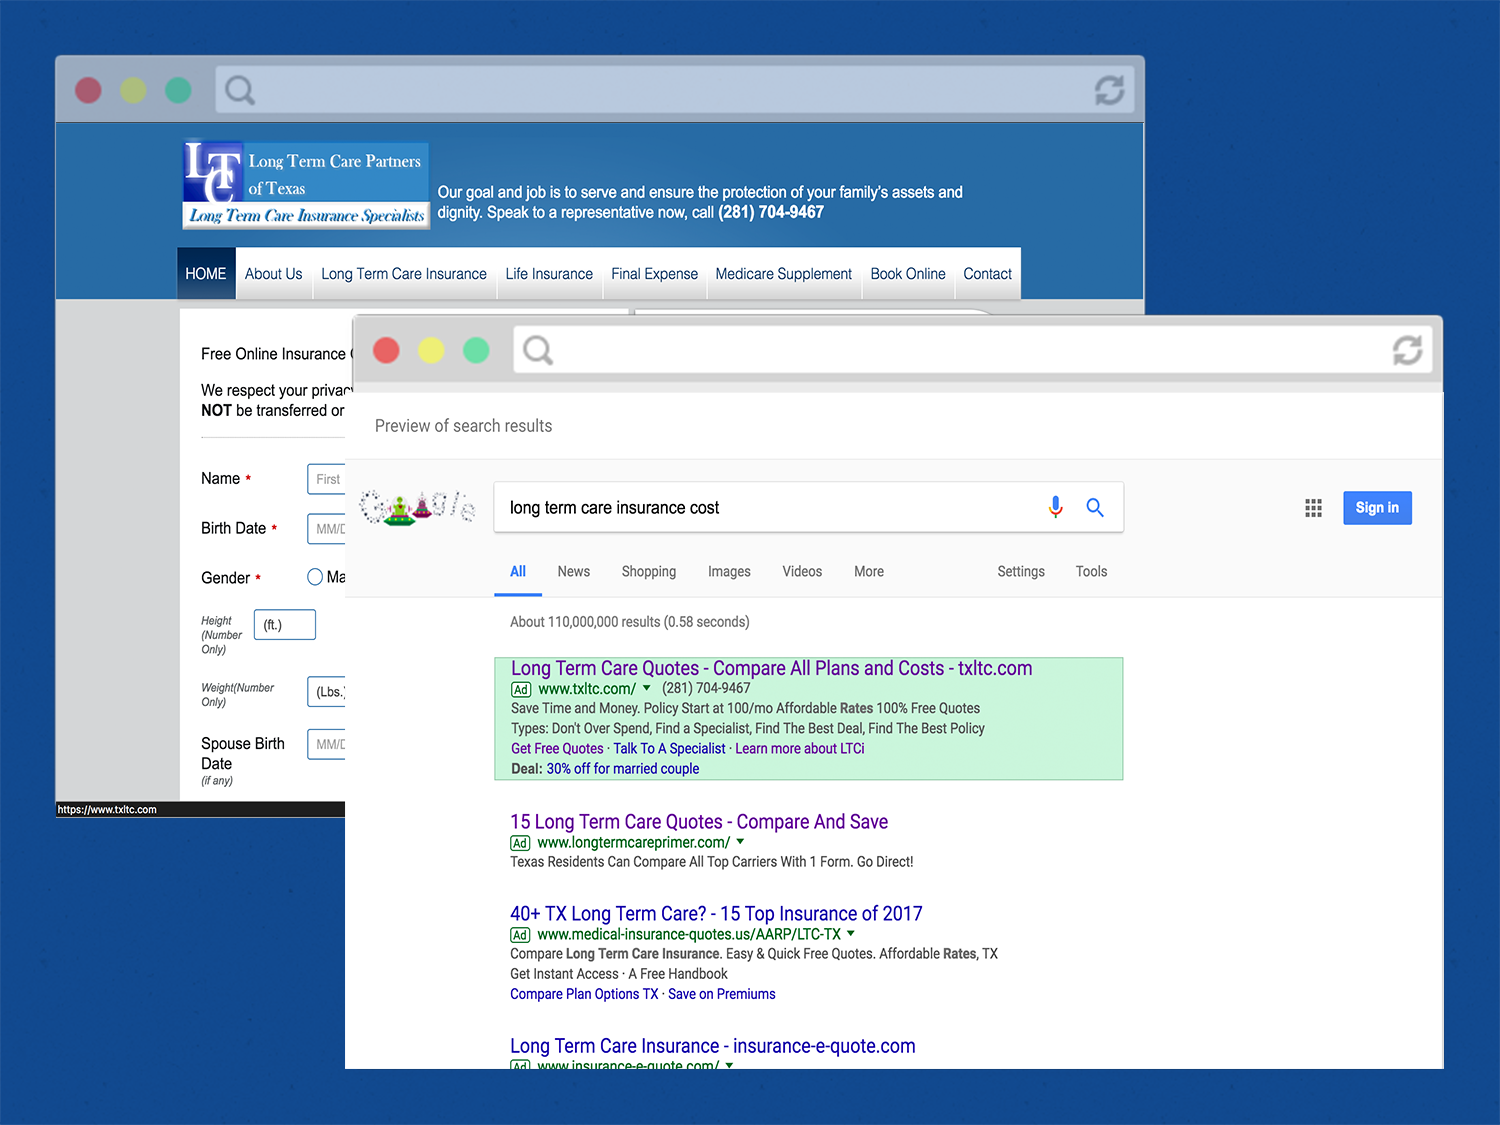 LTC
Long Term Care Partners
of Texas
Long Term Care Insurance Specialists
Our goal and job is to serve and ensure the protection of your family's assets and
dignity. Speak to a representative now, call (281) 704-9467
HOME About Us Long Term Care Insurance Life Insurance Final Expense Medicare Supplement Book Online Contact
Free Online Insurance
We respect your privacy
NOT be transferred or
Name * First
Birth Date * MM/D
Gender * Ma
Height
(Number
Only)
(ft.)
Weight(Number
Only)
(Lbs.)
Spouse Birth
Date
(if any)
MM/D
https://www.txltc.com
Preview of search results
Google
long term care insurance cost
Sign in
All News Shopping Images Videos More Settings Tools
About 110,000,000 results (0.58 seconds)
Long Term Care Quotes - Compare All Plans and Costs - txltc.com
Ad www.txltc.com/ (281) 704-9467
Save Time and Money. Policy Start at 100/mo Affordable Rates 100% Free Quotes
Types: Don't Over Spend, Find a Specialist, Find The Best Deal, Find The Best Policy
Get Free Quotes · Talk To A Specialist · Learn more about LTCi
Deal: 30% off for married couple
15 Long Term Care Quotes - Compare And Save
Ad www.longtermcareprimer.com/
Texas Residents Can Compare All Top Carriers With 1 Form. Go Direct!
40+ TX Long Term Care? - 15 Top Insurance of 2017
Ad www.medical-insurance-quotes.us/AARP/LTC-TX
Compare Long Term Care Insurance. Easy & Quick Free Quotes. Affordable Rates, TX
Get Instant Access · A Free Handbook
Compare Plan Options TX · Save on Premiums
Long Term Care Insurance - insurance-e-quote.com
Ad www.insurance-e-quote.com/